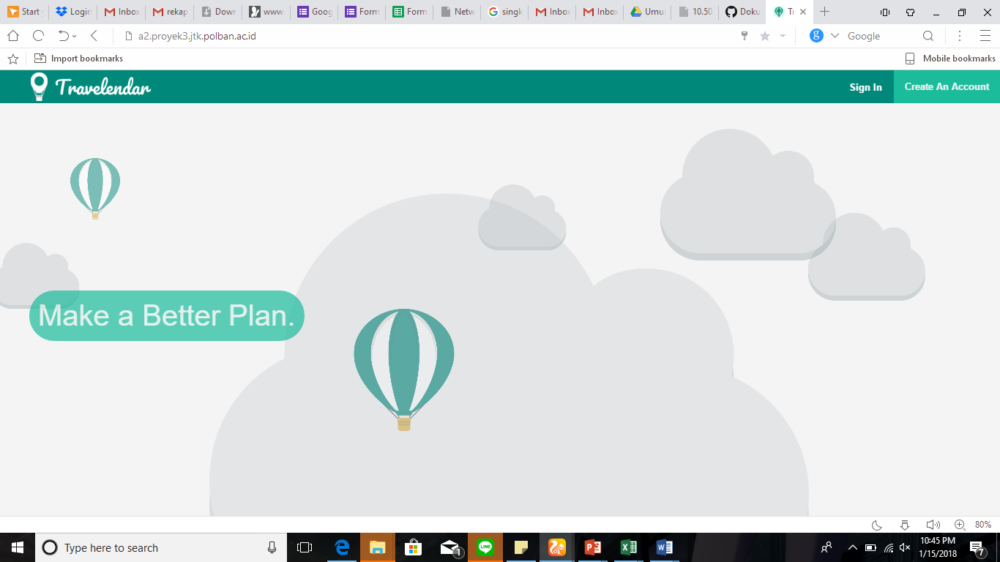 Start
Login
Inbox
rekap
Down
www.
Goog
Form
Form
Netw
singk
Inbox
Inbox
Umu
10.50
Doku
a2.proyek3.jtk.polban.ac.id
Google
Import bookmarks
Mobile bookmarks
Travelendar
Sign In
Create An Account
Make a Better Plan.
80%
Type here to search
1
10:45 PM
1/15/2018
7